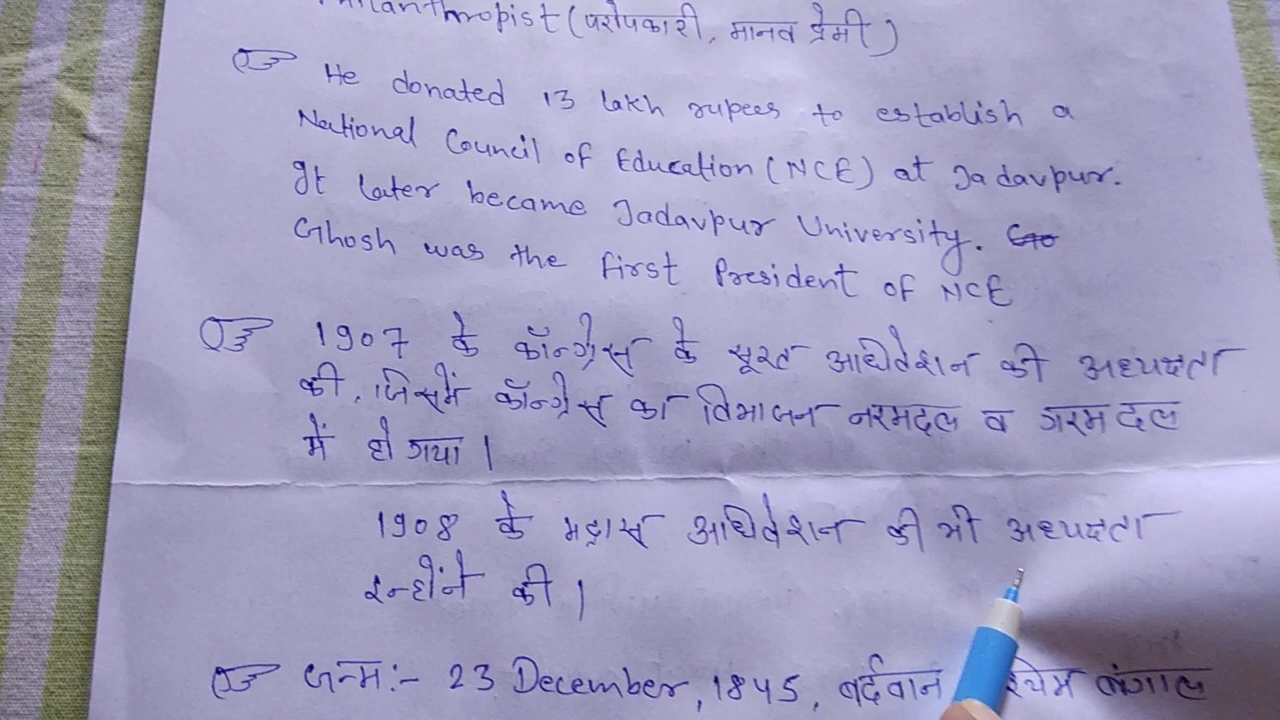 Philanthropist (परोपकारी, मानव प्रेमी)
He donated 13 lakh rupees to establish a
National Council of Education (NCE) at Jadavpur.
It later became Jadavpur University.
Ghosh was the first President of NCE
1907 के कॉन्ग्रेस के सूरत अधिवेशन की अध्यक्षता
की, जिसमें कॉन्ग्रेस का विभाजन नरमदल व गरमदल
में हो गया।
1908 के मद्रास अधिवेशन की भी अध्यक्षता
इन्होंने की।
जन्म:- 23 December, 1845, बर्दवान बंगाल